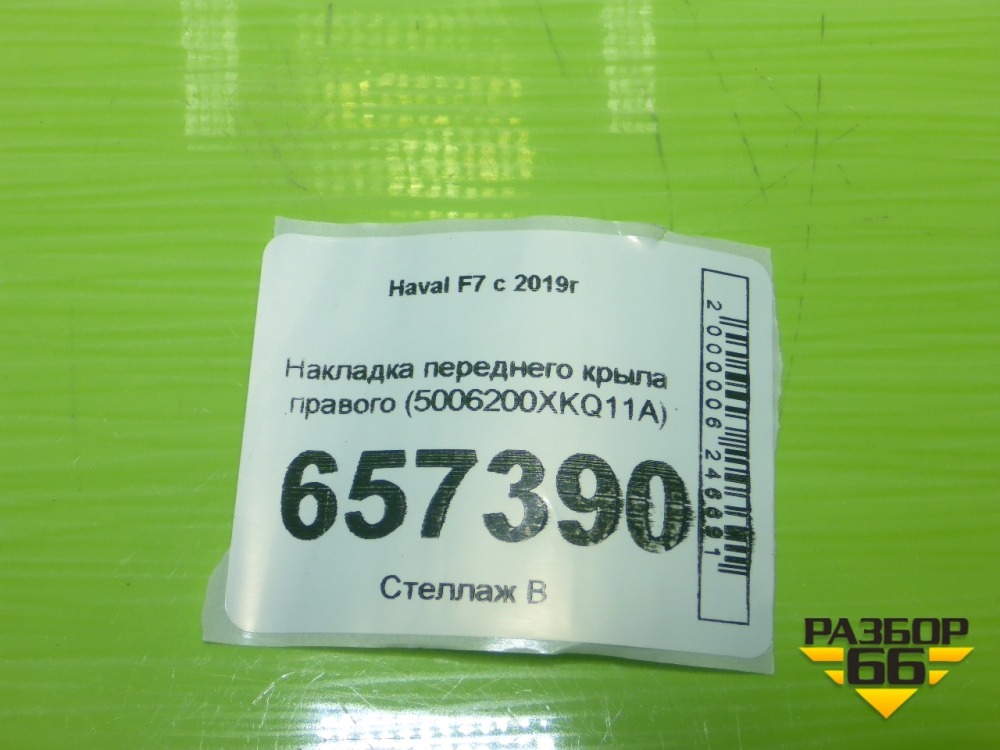 Haval F7 с 2019г
Накладка переднего крыла
правого (5006200XKQ11A)
657390
Стеллаж В
2000006246691
РАЗБОР
66